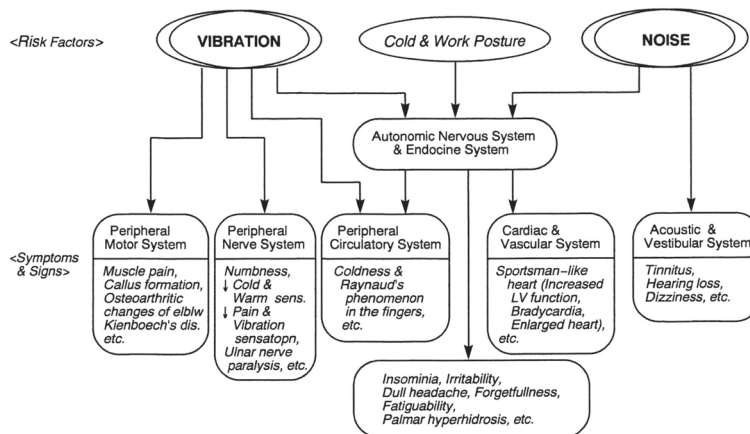 <Risk Factors>
VIBRATION
Cold & Work Posture
NOISE
Autonomic Nervous System
& Endocrine System
<Symptoms
& Signs>
Peripheral
Motor System
Muscle pain,
Callus formation,
Osteoarthritic
changes of elblw
Kienboech's dis.
etc.
Peripheral
Nerve System
Numbness,
↓ Cold &
Warm sens.
↓ Pain &
Vibration
sensatopn,
Ulnar nerve
paralysis, etc.
Peripheral
Circulatory System
Coldness &
Raynaud's
phenomenon
in the fingers,
etc.
Cardiac &
Vascular System
Sportsman-like
heart (Increased
LV function,
Bradycardia,
Enlarged heart),
etc.
Acoustic &
Vestibular System
Tinnitus,
Hearing loss,
Dizziness, etc.
Insominia, Irritability,
Dull headache, Forgetfullness,
Fatiguability,
Palmar hyperhidrosis, etc.